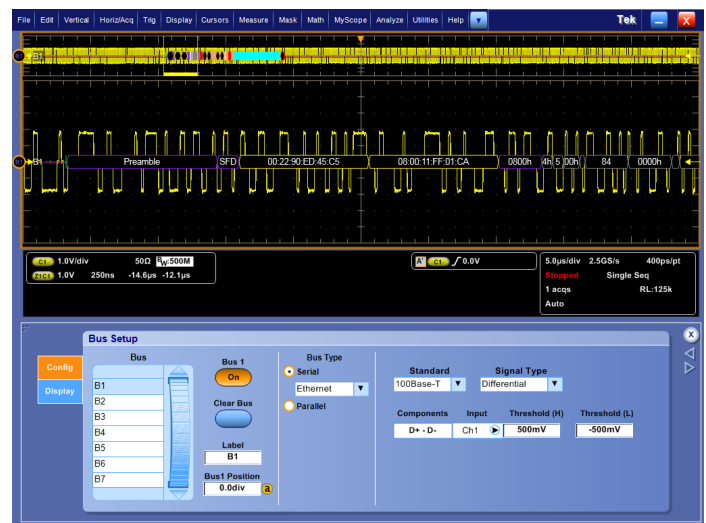 File Edit Vertical Horiz/Acq Trig Display Cursors Measure Mask Math MyScope Analyze Utilities Help Tek X
B1 B1
B1 B1 Preamble SFD 00:22:90:ED:45:C5 08:00:11:FF:01:CA 0800h 4h 5 00h 84 0000h
C1 1.0V/div 50Ω BW:500M
Z1C1 1.0V 250ns -14.6µs -12.1µs
A' C1 0.0V
5.0µs/div 2.5GS/s 400ps/pt
Stopped Single Seq
1 acqs RL:125k
Auto
Bus Setup
x
Config
Display
Bus
B1
B2
B3
B4
B5
B6
B7
Bus 1
On
Clear Bus
Label
B1
Bus1 Position
0.0div a
Bus Type
Serial
Ethernet
Parallel
Standard Signal Type
100Base-T Differential
Components Input Threshold (H) Threshold (L)
D+ - D- Ch1 500mV -500mV